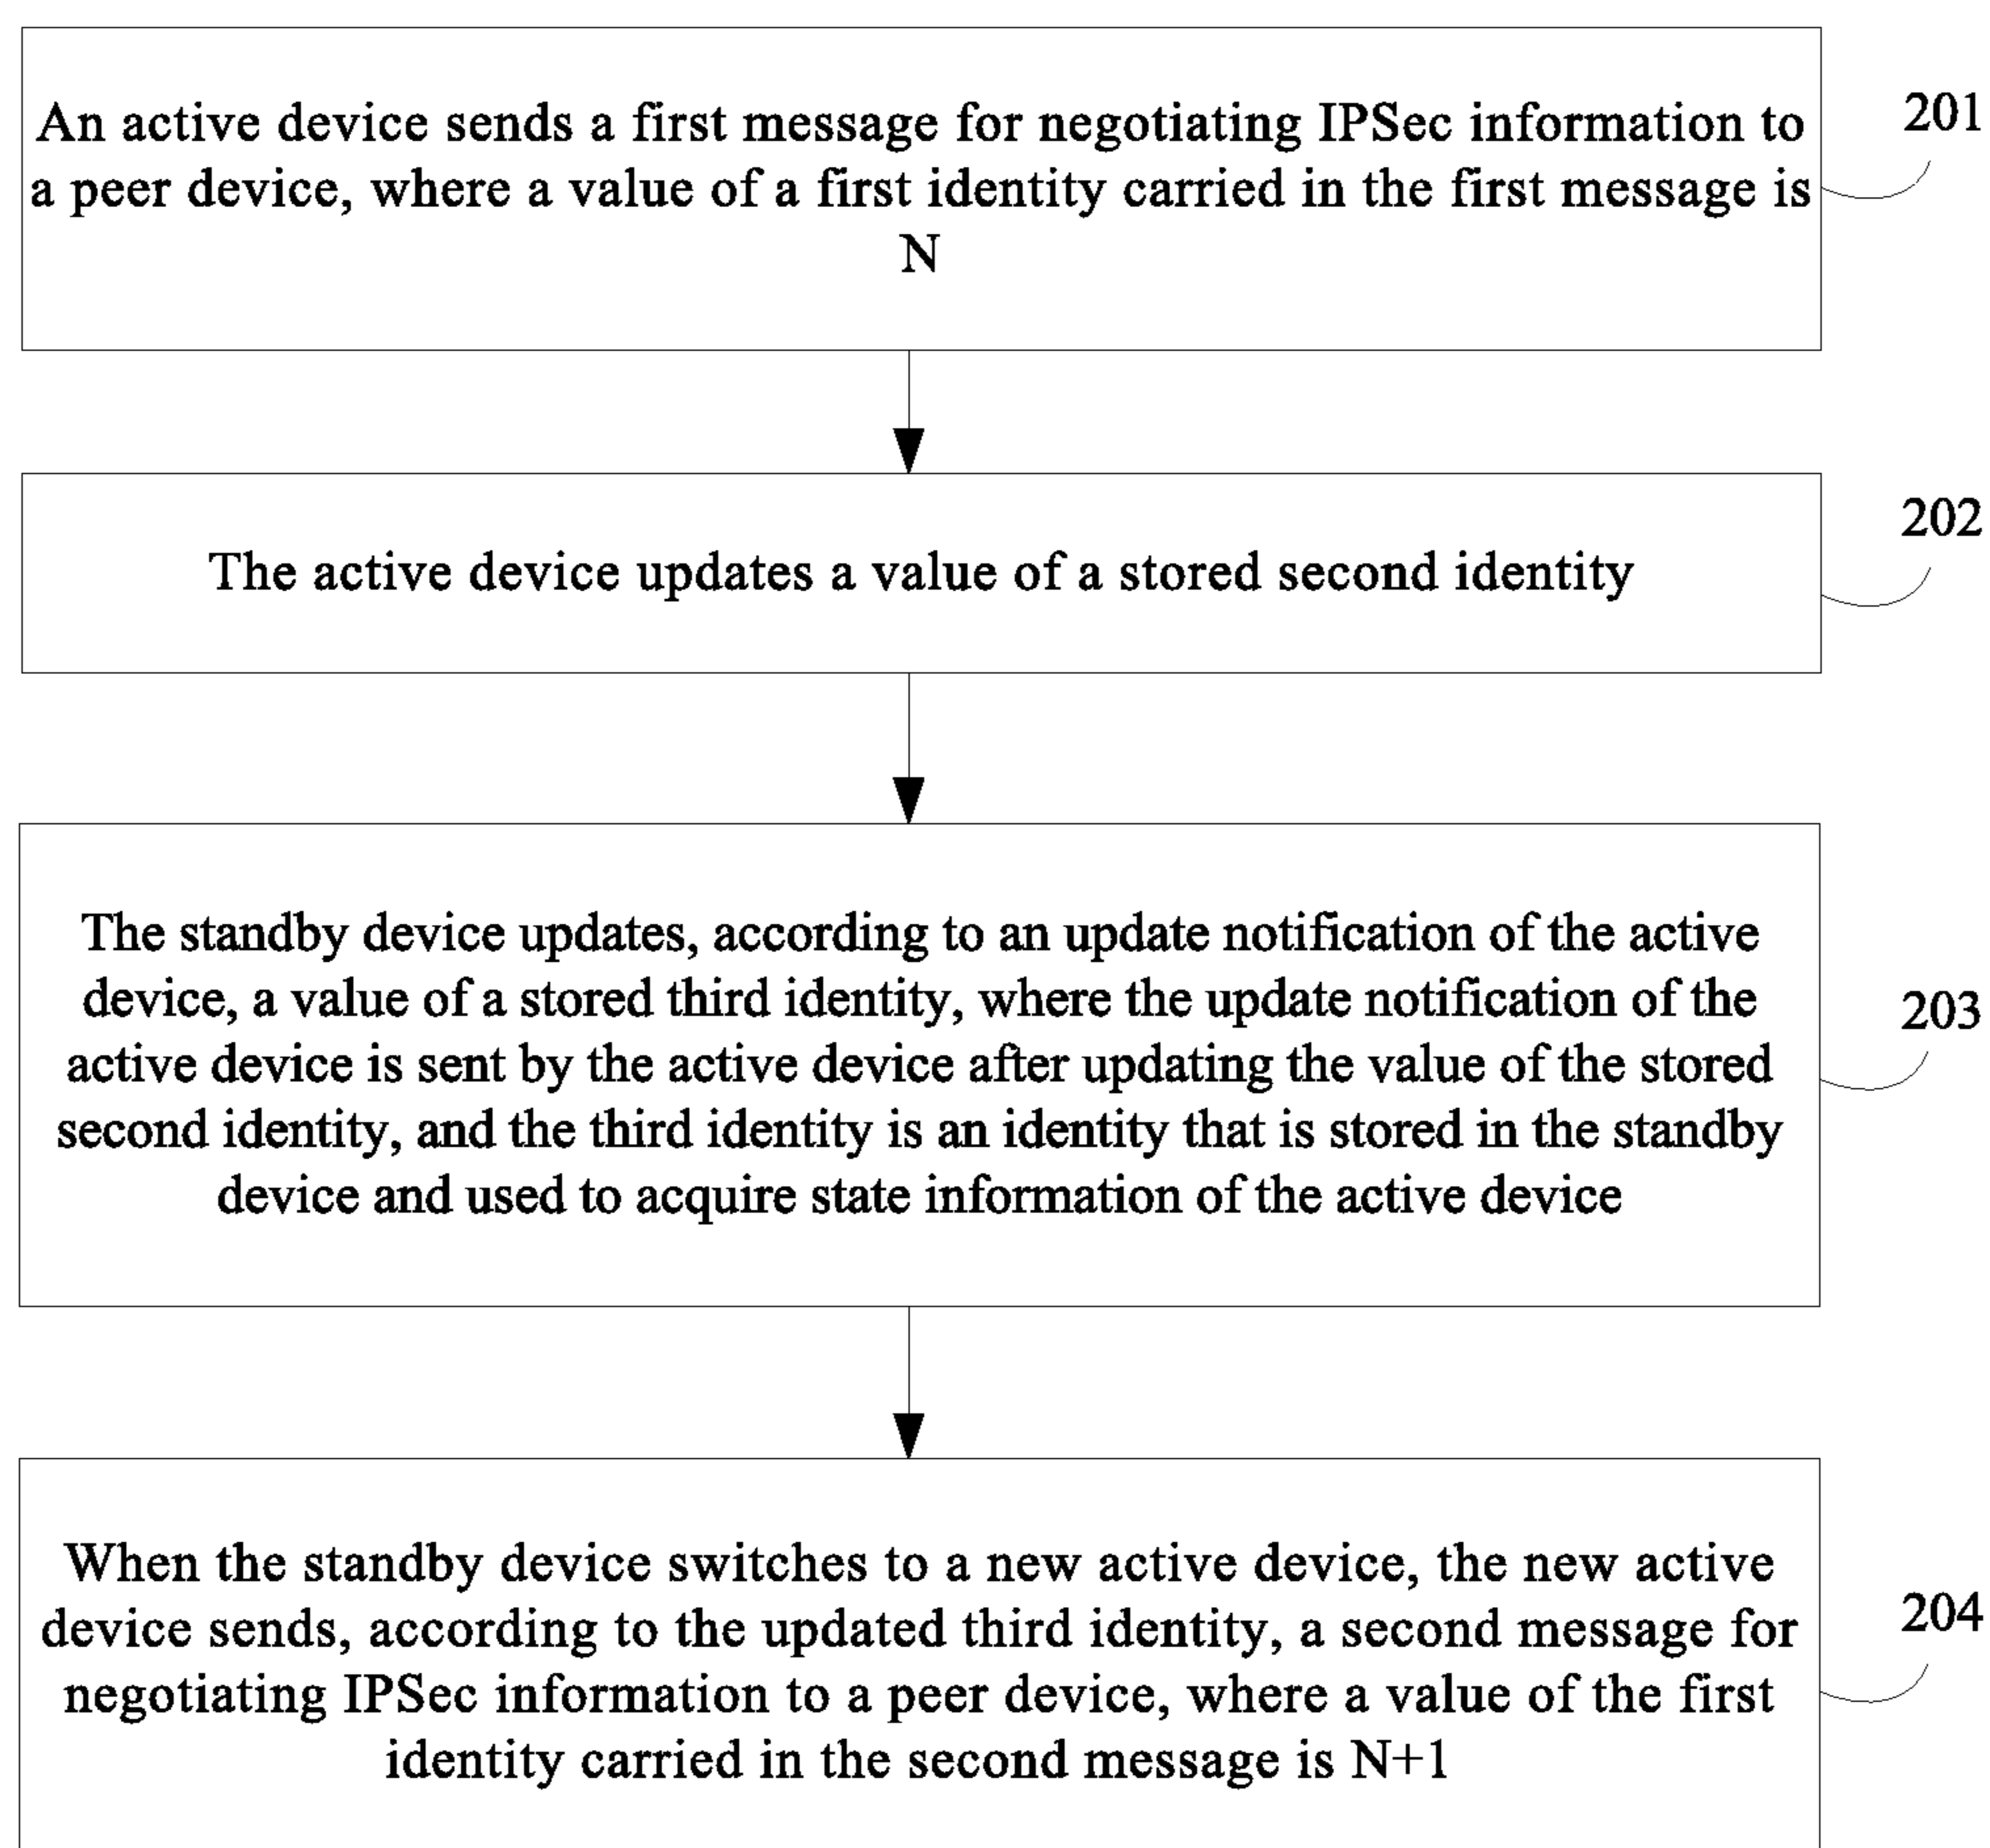 An active device sends a first message for negotiating IPSec information to
a peer device, where a value of a first identity carried in the first message is
N
201
The active device updates a value of a stored second identity
202
The standby device updates, according to an update notification of the active
device, a value of a stored third identity, where the update notification of the
active device is sent by the active device after updating the value of the stored
second identity, and the third identity is an identity that is stored in the standby
device and used to acquire state information of the active device
203
When the standby device switches to a new active device, the new active
device sends, according to the updated third identity, a second message for
negotiating IPSec information to a peer device, where a value of the first
identity carried in the second message is N+1
204